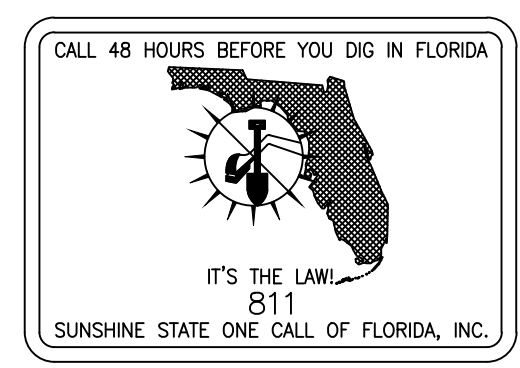 CALL 48 HOURS BEFORE YOU DIG IN FLORIDA
IT'S THE LAW!
811
SUNSHINE STATE ONE CALL OF FLORIDA, INC.